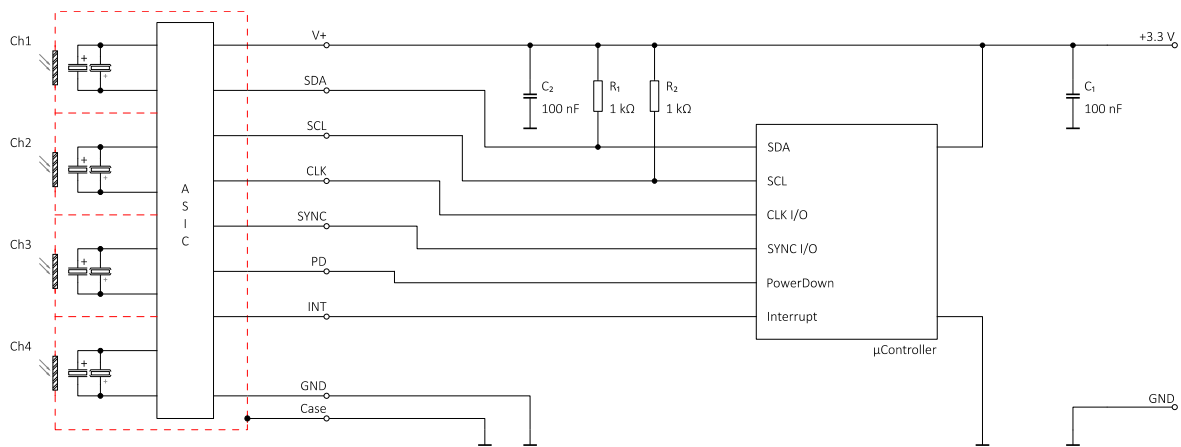 Ch1
V+
+3.3 V
SDA
C₂
100 nF
R₁
1 kΩ
R₂
1 kΩ
C₁
100 nF
SCL
Ch2
CLK
ASIC
SYNC
Ch3
PD
INT
SDA
SCL
CLK I/O
SYNC I/O
PowerDown
Interrupt
µController
Ch4
GND
Case
GND
+
+
+
+
+
+
+
+